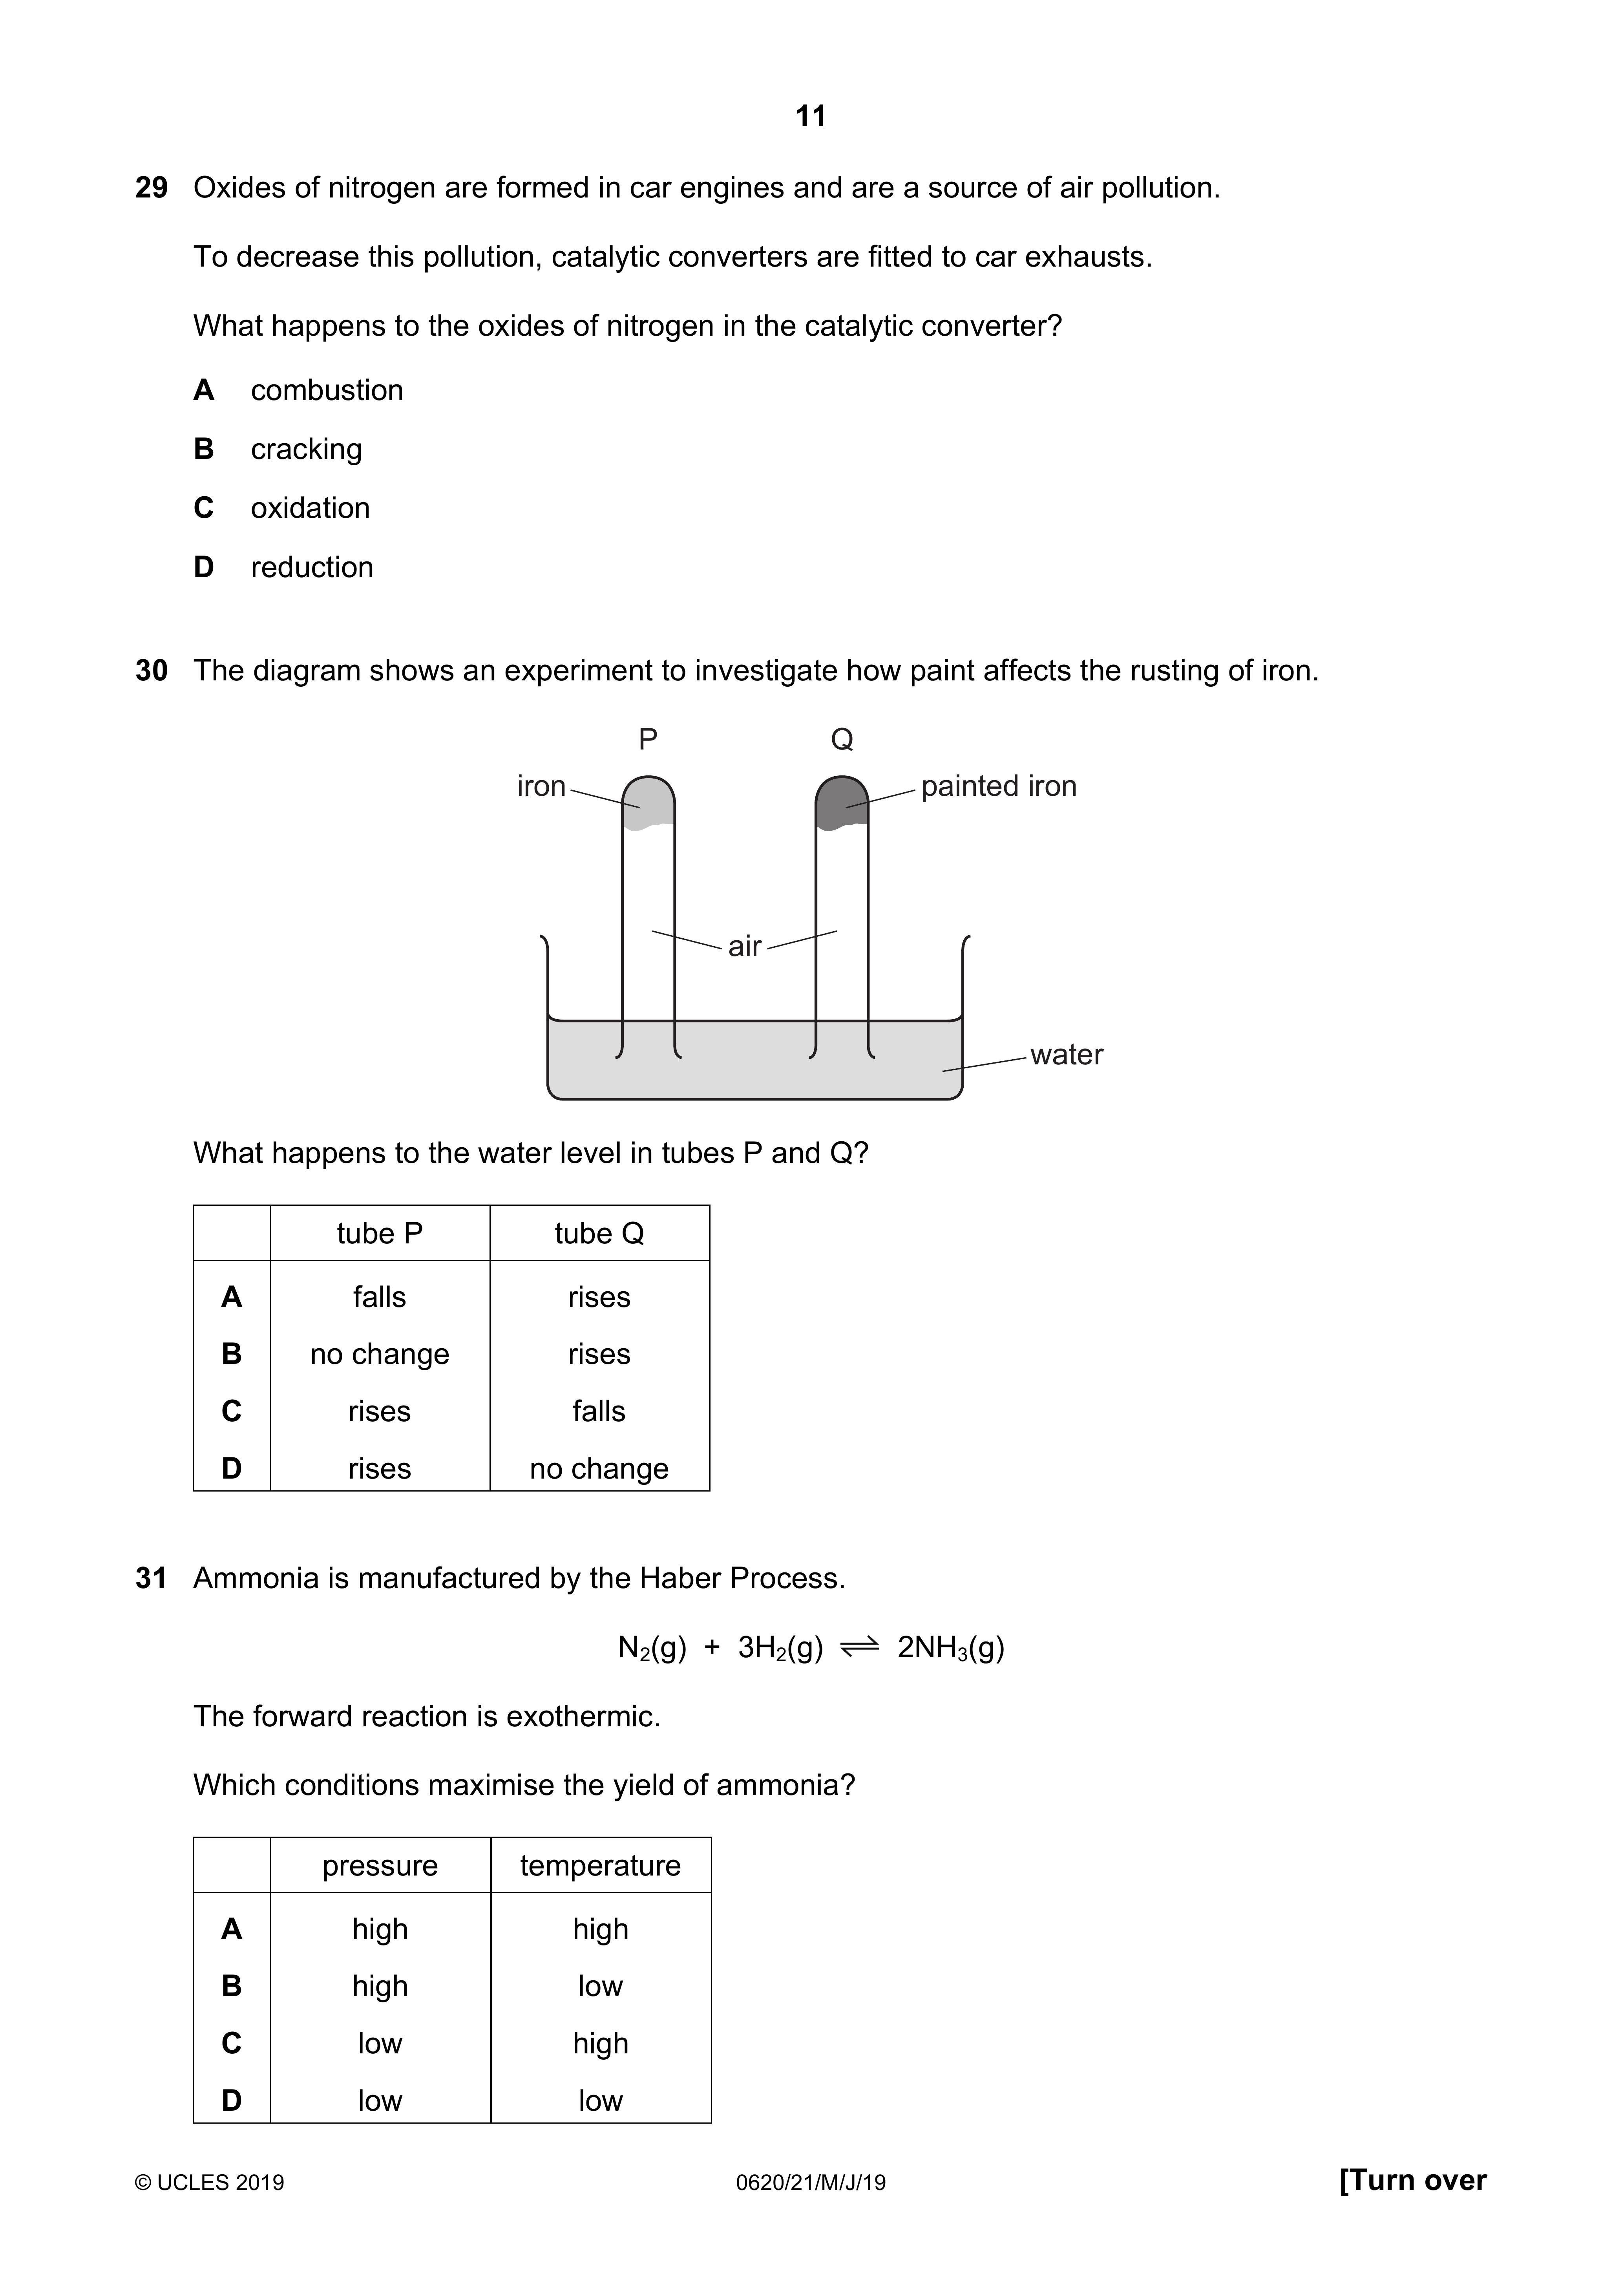 11
29 Oxides of nitrogen are formed in car engines and are a source of air pollution.
To decrease this pollution, catalytic converters are fitted to car exhausts.
What happens to the oxides of nitrogen in the catalytic converter?
A combustion
B cracking
C oxidation
D reduction
30 The diagram shows an experiment to investigate how paint affects the rusting of iron.
P Q
iron painted iron
air
water
What happens to the water level in tubes P and Q?
tube P tube Q
A falls rises
B no change rises
C rises falls
D rises no change
31 Ammonia is manufactured by the Haber Process.
N₂(g) + 3H₂(g) ⇌ 2NH₃(g)
The forward reaction is exothermic.
Which conditions maximise the yield of ammonia?
pressure temperature
A high high
B high low
C low high
D low low
© UCLES 2019 0620/21/M/J/19 [Turn over